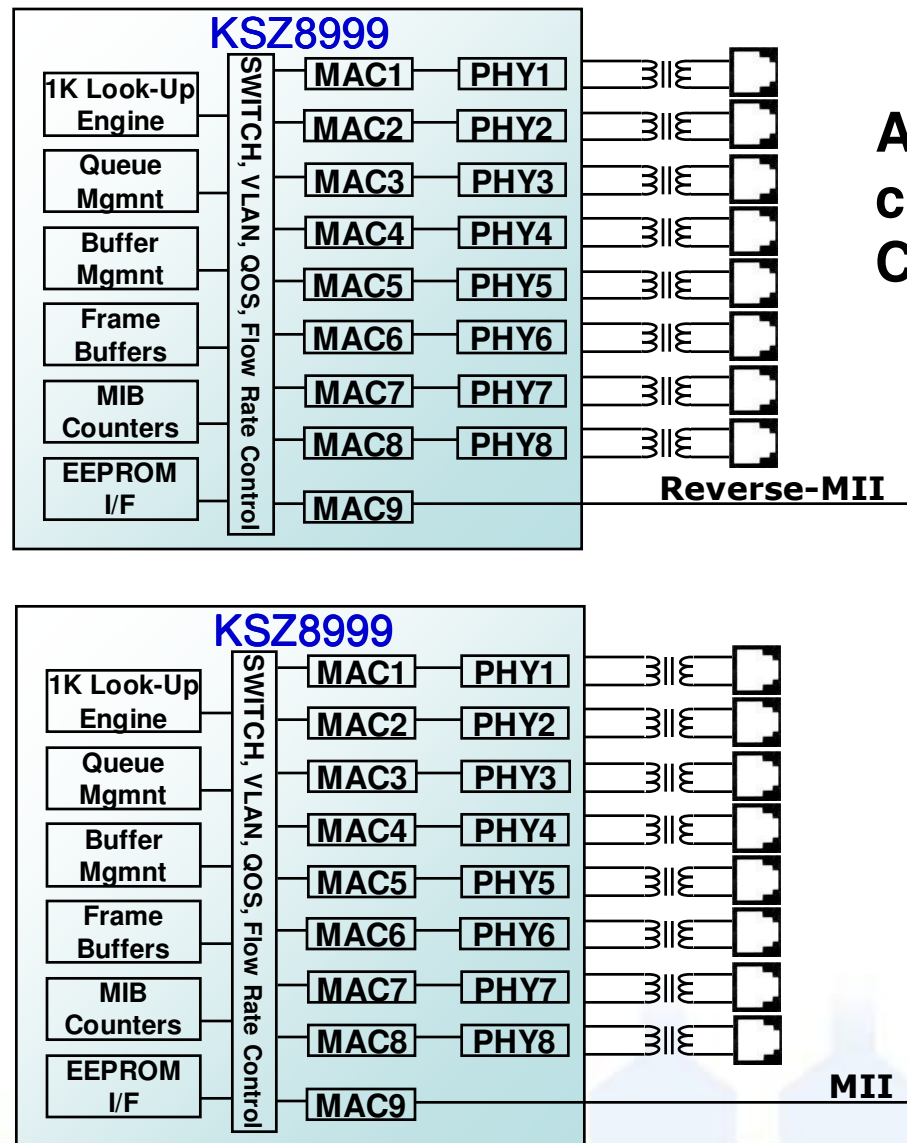 KSZ8999
1K Look-Up
Engine
Queue
Mgmnt
Buffer
Mgmnt
Frame
Buffers
MIB
Counters
EEPROM
I/F
SWITCH, VLAN, QOS, Flow Rate Control
MAC1 PHY1
MAC2 PHY2
MAC3 PHY3
MAC4 PHY4
MAC5 PHY5
MAC6 PHY6
MAC7 PHY7
MAC8 PHY8
MAC9
Reverse-MII
A
c
C
KSZ8999
1K Look-Up
Engine
Queue
Mgmnt
Buffer
Mgmnt
Frame
Buffers
MIB
Counters
EEPROM
I/F
SWITCH, VLAN, QOS, Flow Rate Control
MAC1 PHY1
MAC2 PHY2
MAC3 PHY3
MAC4 PHY4
MAC5 PHY5
MAC6 PHY6
MAC7 PHY7
MAC8 PHY8
MAC9
MII